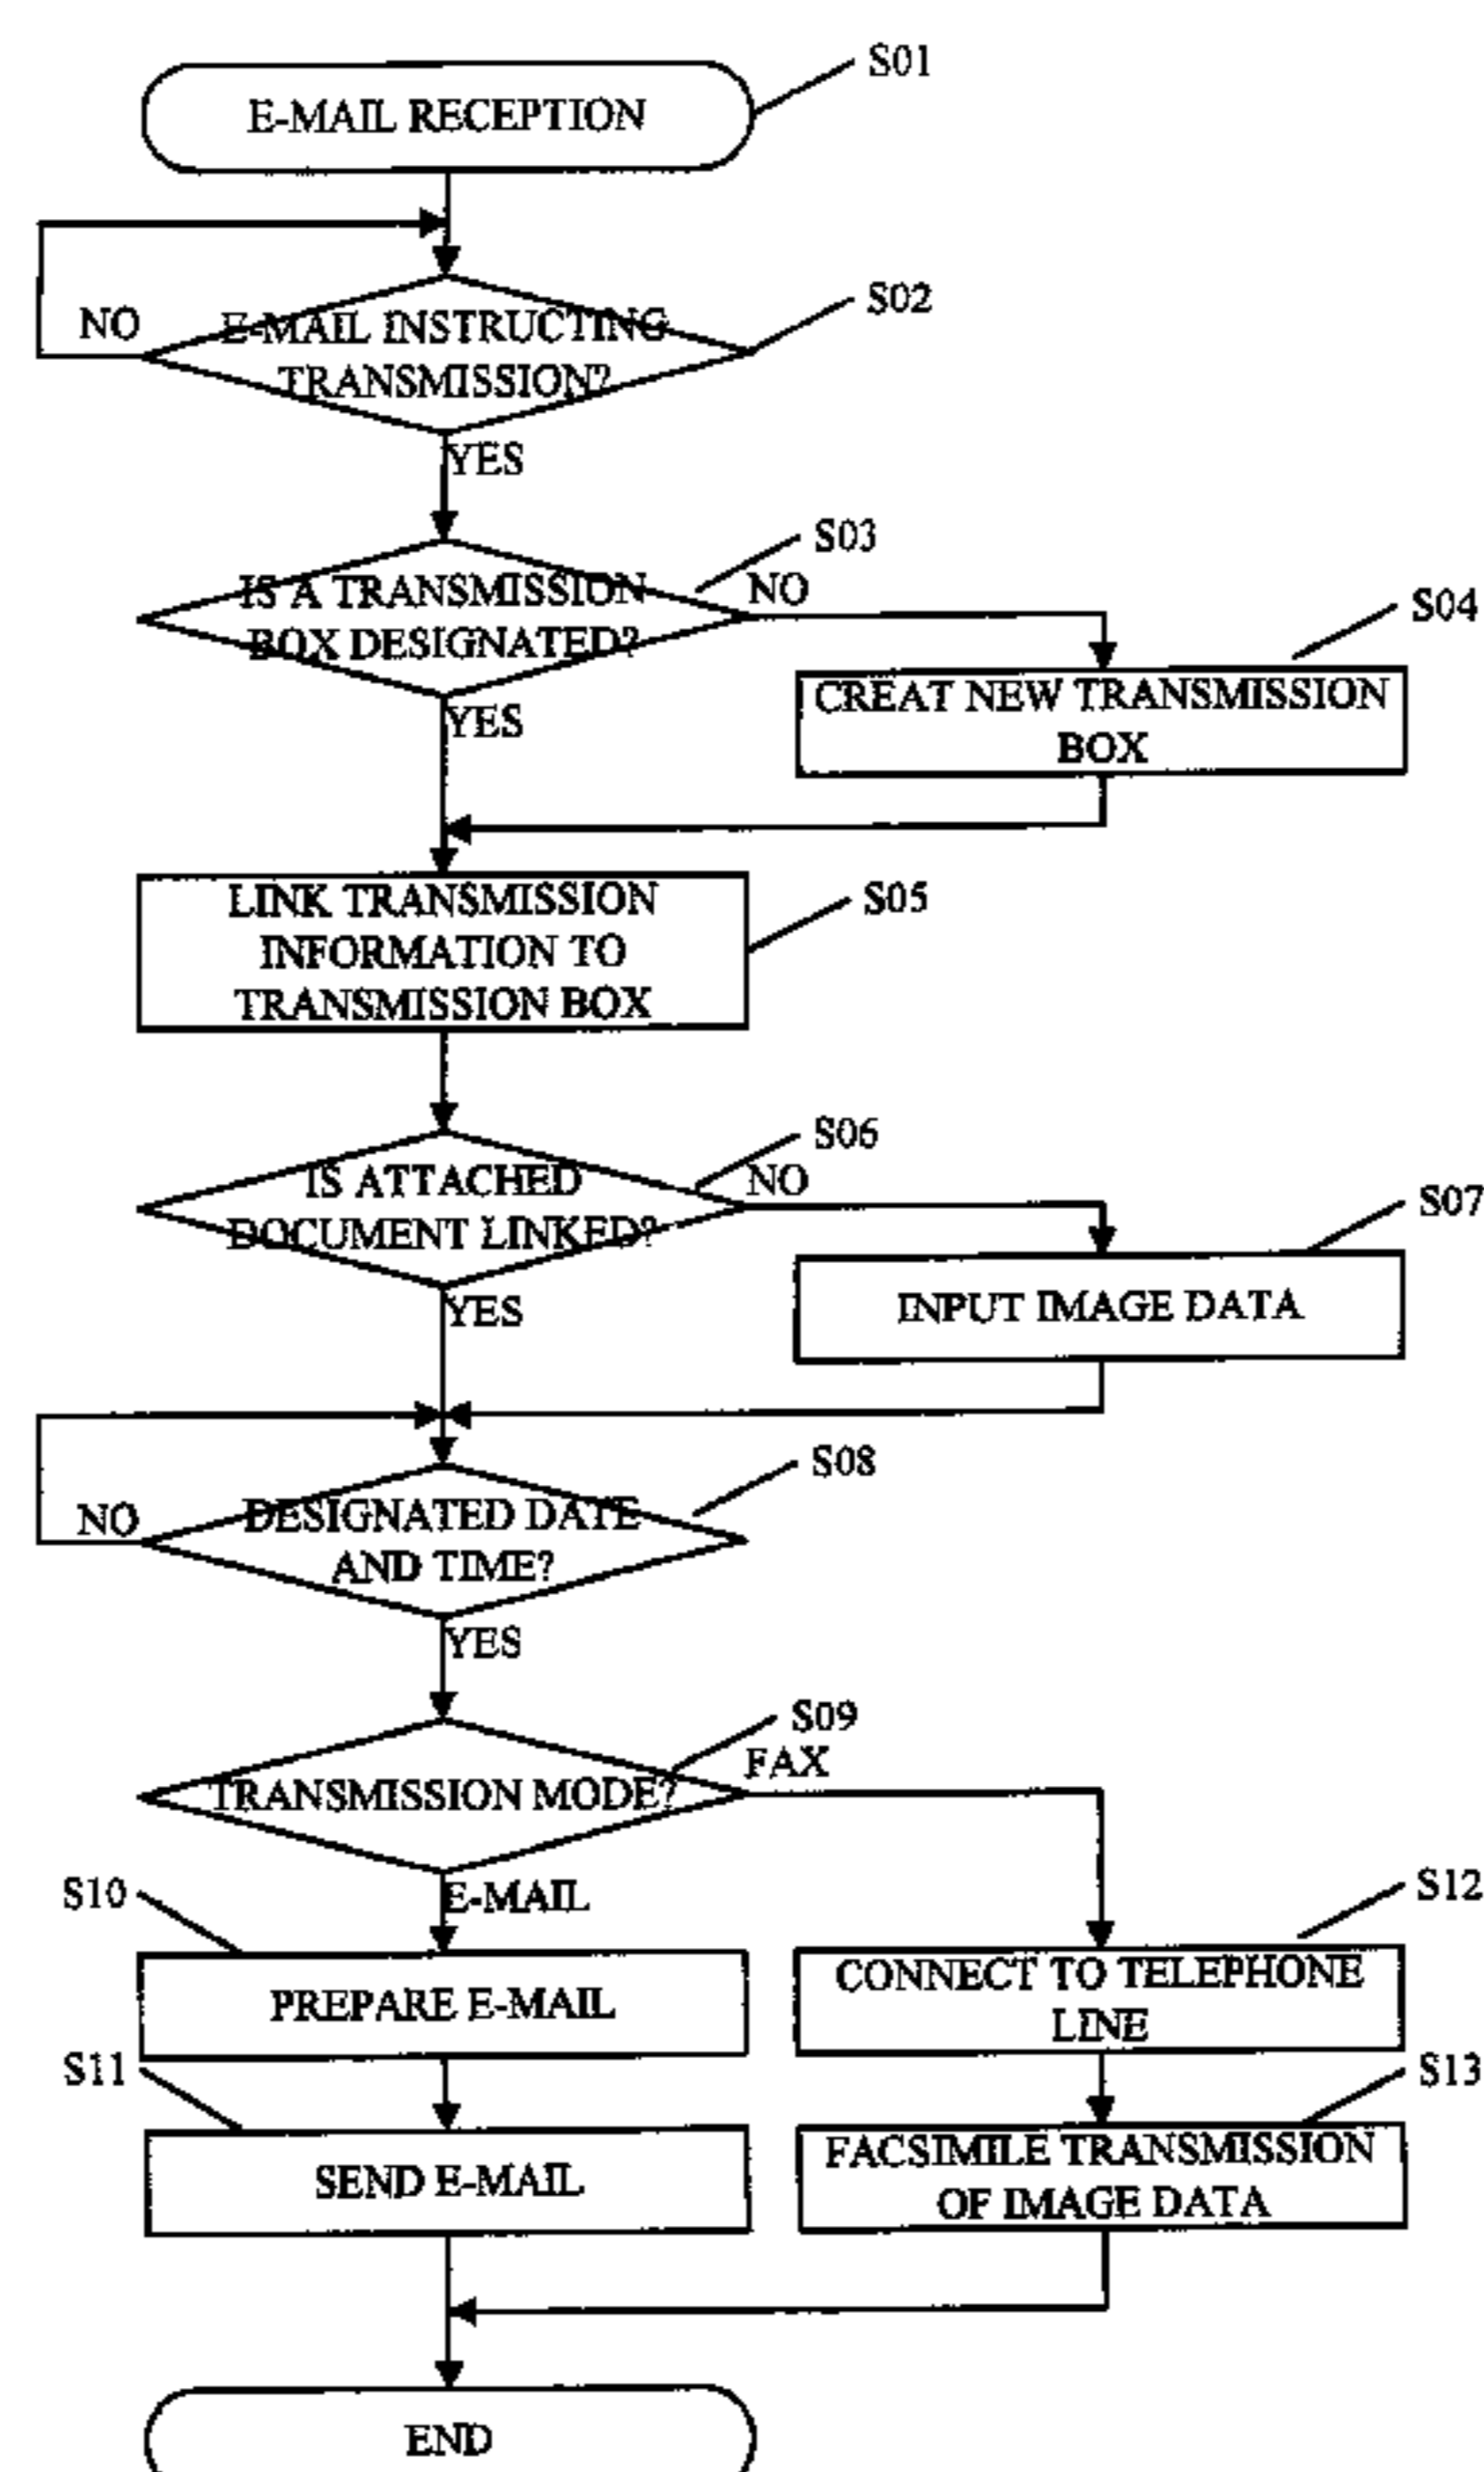 S01
E-MAIL RECEPTION
S02
NO
E-MAIL INSTRUCTING
TRANSMISSION?
YES
S03
IS A TRANSMISSION
BOX DESIGNATED?
NO
S04
CREAT NEW TRANSMISSION
BOX
YES
LINK TRANSMISSION
INFORMATION TO
TRANSMISSION BOX
S05
S06
IS ATTACHED
DOCUMENT LINKED?
NO
S07
INPUT IMAGE DATA
YES
S08
NO
DESIGNATED DATE
AND TIME?
YES
S09
TRANSMISSION MODE?
FAX
E-MAIL
S10
PREPARE E-MAIL
S12
CONNECT TO TELEPHONE
LINE
S11
SEND E-MAIL
S13
FACSIMILE TRANSMISSION
OF IMAGE DATA
END